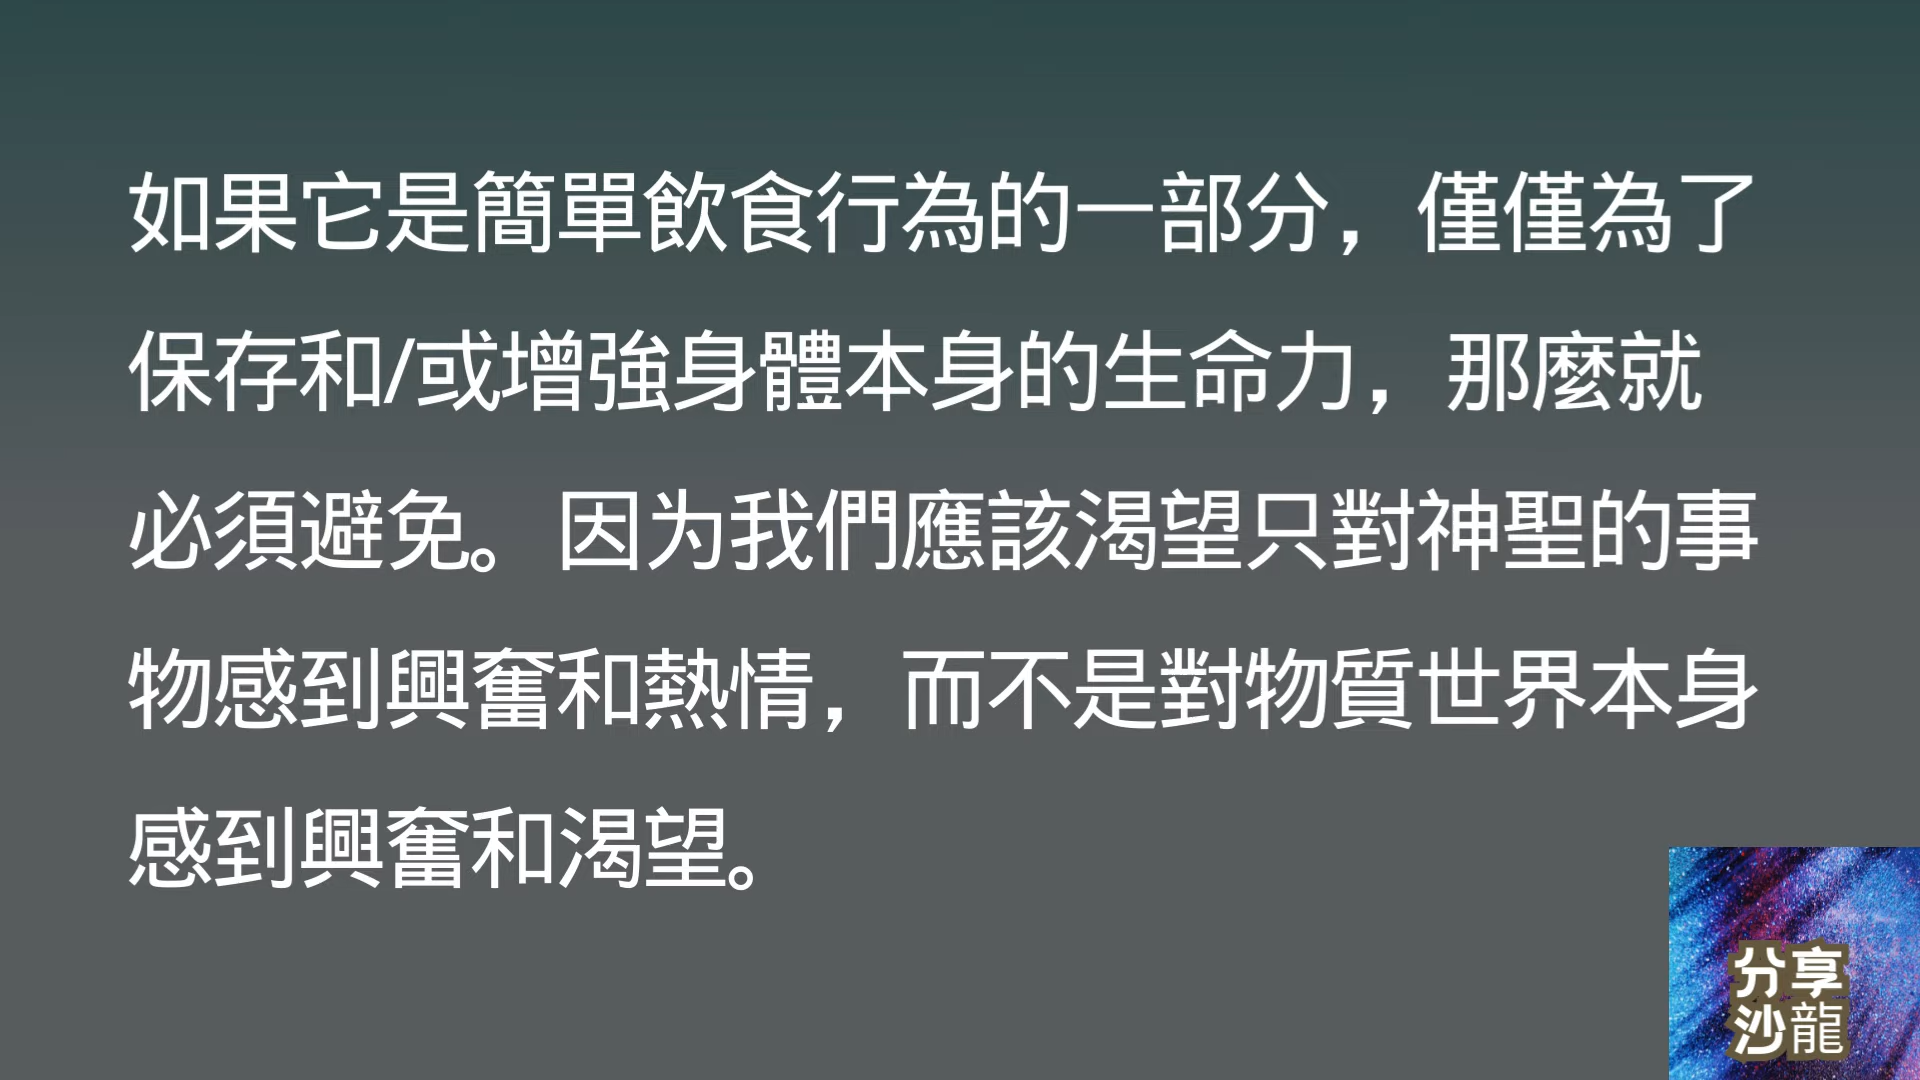 如果它是簡單飲食行為的一部分，僅僅為了
保存和/或增強身體本身的生命力，那麼就
必須避免。因为我們應該渴望只對神聖的事
物感到興奮和熱情，而不是對物質世界本身
感到興奮和渴望。
分享
沙龍